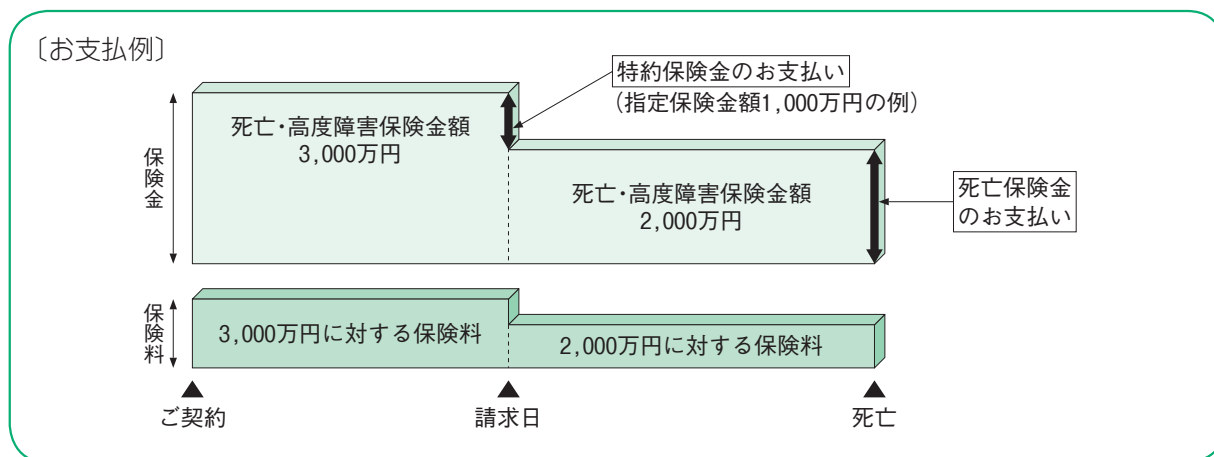 〔お支払例〕
特約保険金のお支払い
（指定保険金額1,000万円の例）
保険金
死亡・高度障害保険金額
3,000万円
死亡・高度障害保険金額
2,000万円
死亡保険金
のお支払い
保険料
3,000万円に対する保険料
2,000万円に対する保険料
ご契約
請求日
死亡